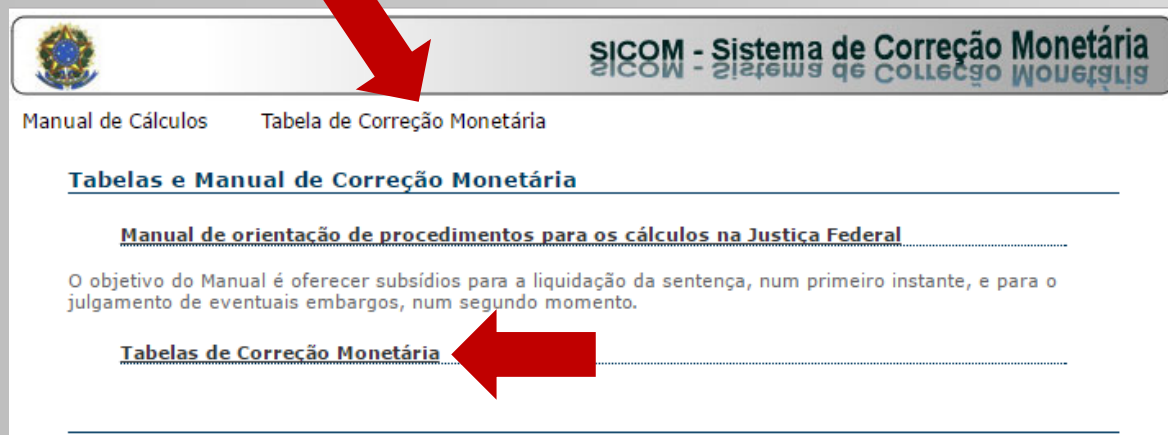 SICOM - Sistema de Correção Monetária
Manual de Cálculos Tabela de Correção Monetária
Tabelas e Manual de Correção Monetária
Manual de orientação de procedimentos para os cálculos na Justiça Federal
O objetivo do Manual é oferecer subsídios para a liquidação da sentença, num primeiro instante, e para o
julgamento de eventuais embargos, num segundo momento.
Tabelas de Correção Monetária